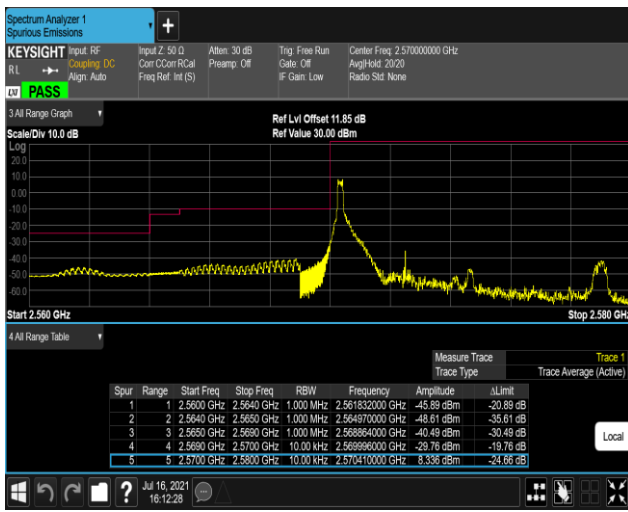 Spectrum Analyzer 1
Spurious Emissions
KEYSIGHT Input: RF Input Z: 50 Ω Atten: 30 dB Trig: Free Run Center Freq: 2.570000000 GHz
RL Coupling: DC Corr CCorr RCal Preamp: Off Gate: Off Avg|Hold: 20/20
Align: Auto Freq Ref: Int (S) IF Gain: Low Radio Std: None
LXI PASS
3 All Range Graph
Ref Lvl Offset 11.85 dB
Scale/Div 10.0 dB Ref Value 30.00 dBm
Log
20.0
10.0
0.00
-10.0
-20.0
-30.0
-40.0
-50.0
-60.0
Start 2.560 GHz Stop 2.580 GHz
4 All Range Table
Measure Trace Trace 1
Trace Type Trace Average (Active)
Spur Range Start Freq Stop Freq RBW Frequency Amplitude ΔLimit
1 1 2.5600 GHz 2.5640 GHz 1.000 MHz 2.561832000 GHz -45.89 dBm -20.89 dB
2 2 2.5640 GHz 2.5650 GHz 1.000 MHz 2.564970000 GHz -48.61 dBm -35.61 dB
3 3 2.5650 GHz 2.5690 GHz 1.000 MHz 2.568864000 GHz -40.49 dBm -30.49 dB
4 4 2.5690 GHz 2.5700 GHz 10.00 kHz 2.569996000 GHz -29.76 dBm -19.76 dB
5 5 2.5700 GHz 2.5800 GHz 10.00 kHz 2.570410000 GHz 8.336 dBm -24.66 dB
Local
Jul 16, 2021
16:12:28